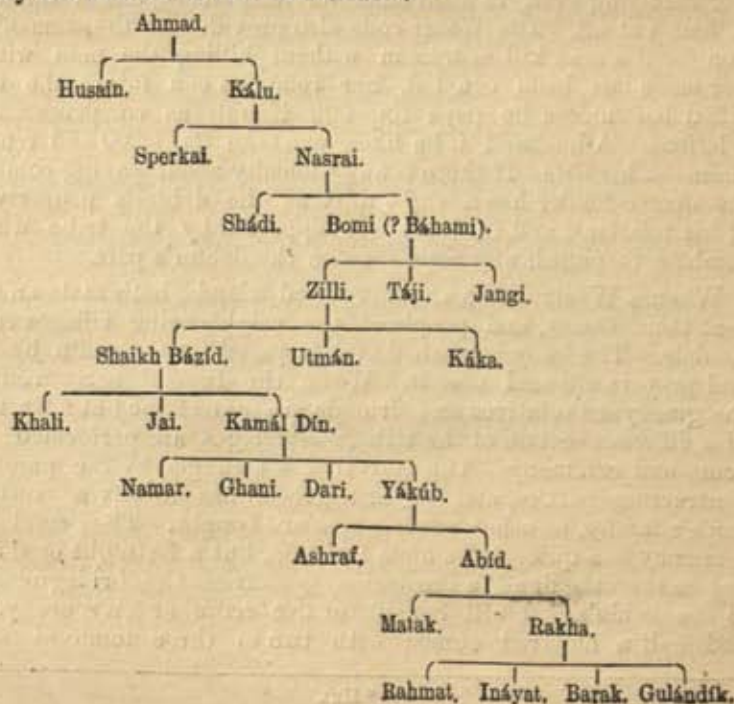 Ahmad.
Husain. Kálu.
Sperkai. Nasrai.
Shádi. Bomi (? Báhami).
Zilli. Táji. Jangi.
Shaikh Bázíd. Utmán. Káka.
Khali. Jai. Kamál Dín.
Namar. Ghani. Dari. Yákúb.
Ashraf. Abíd.
Matak. Rakha.
Rahmat. Ináyat. Barak. Gulándík.